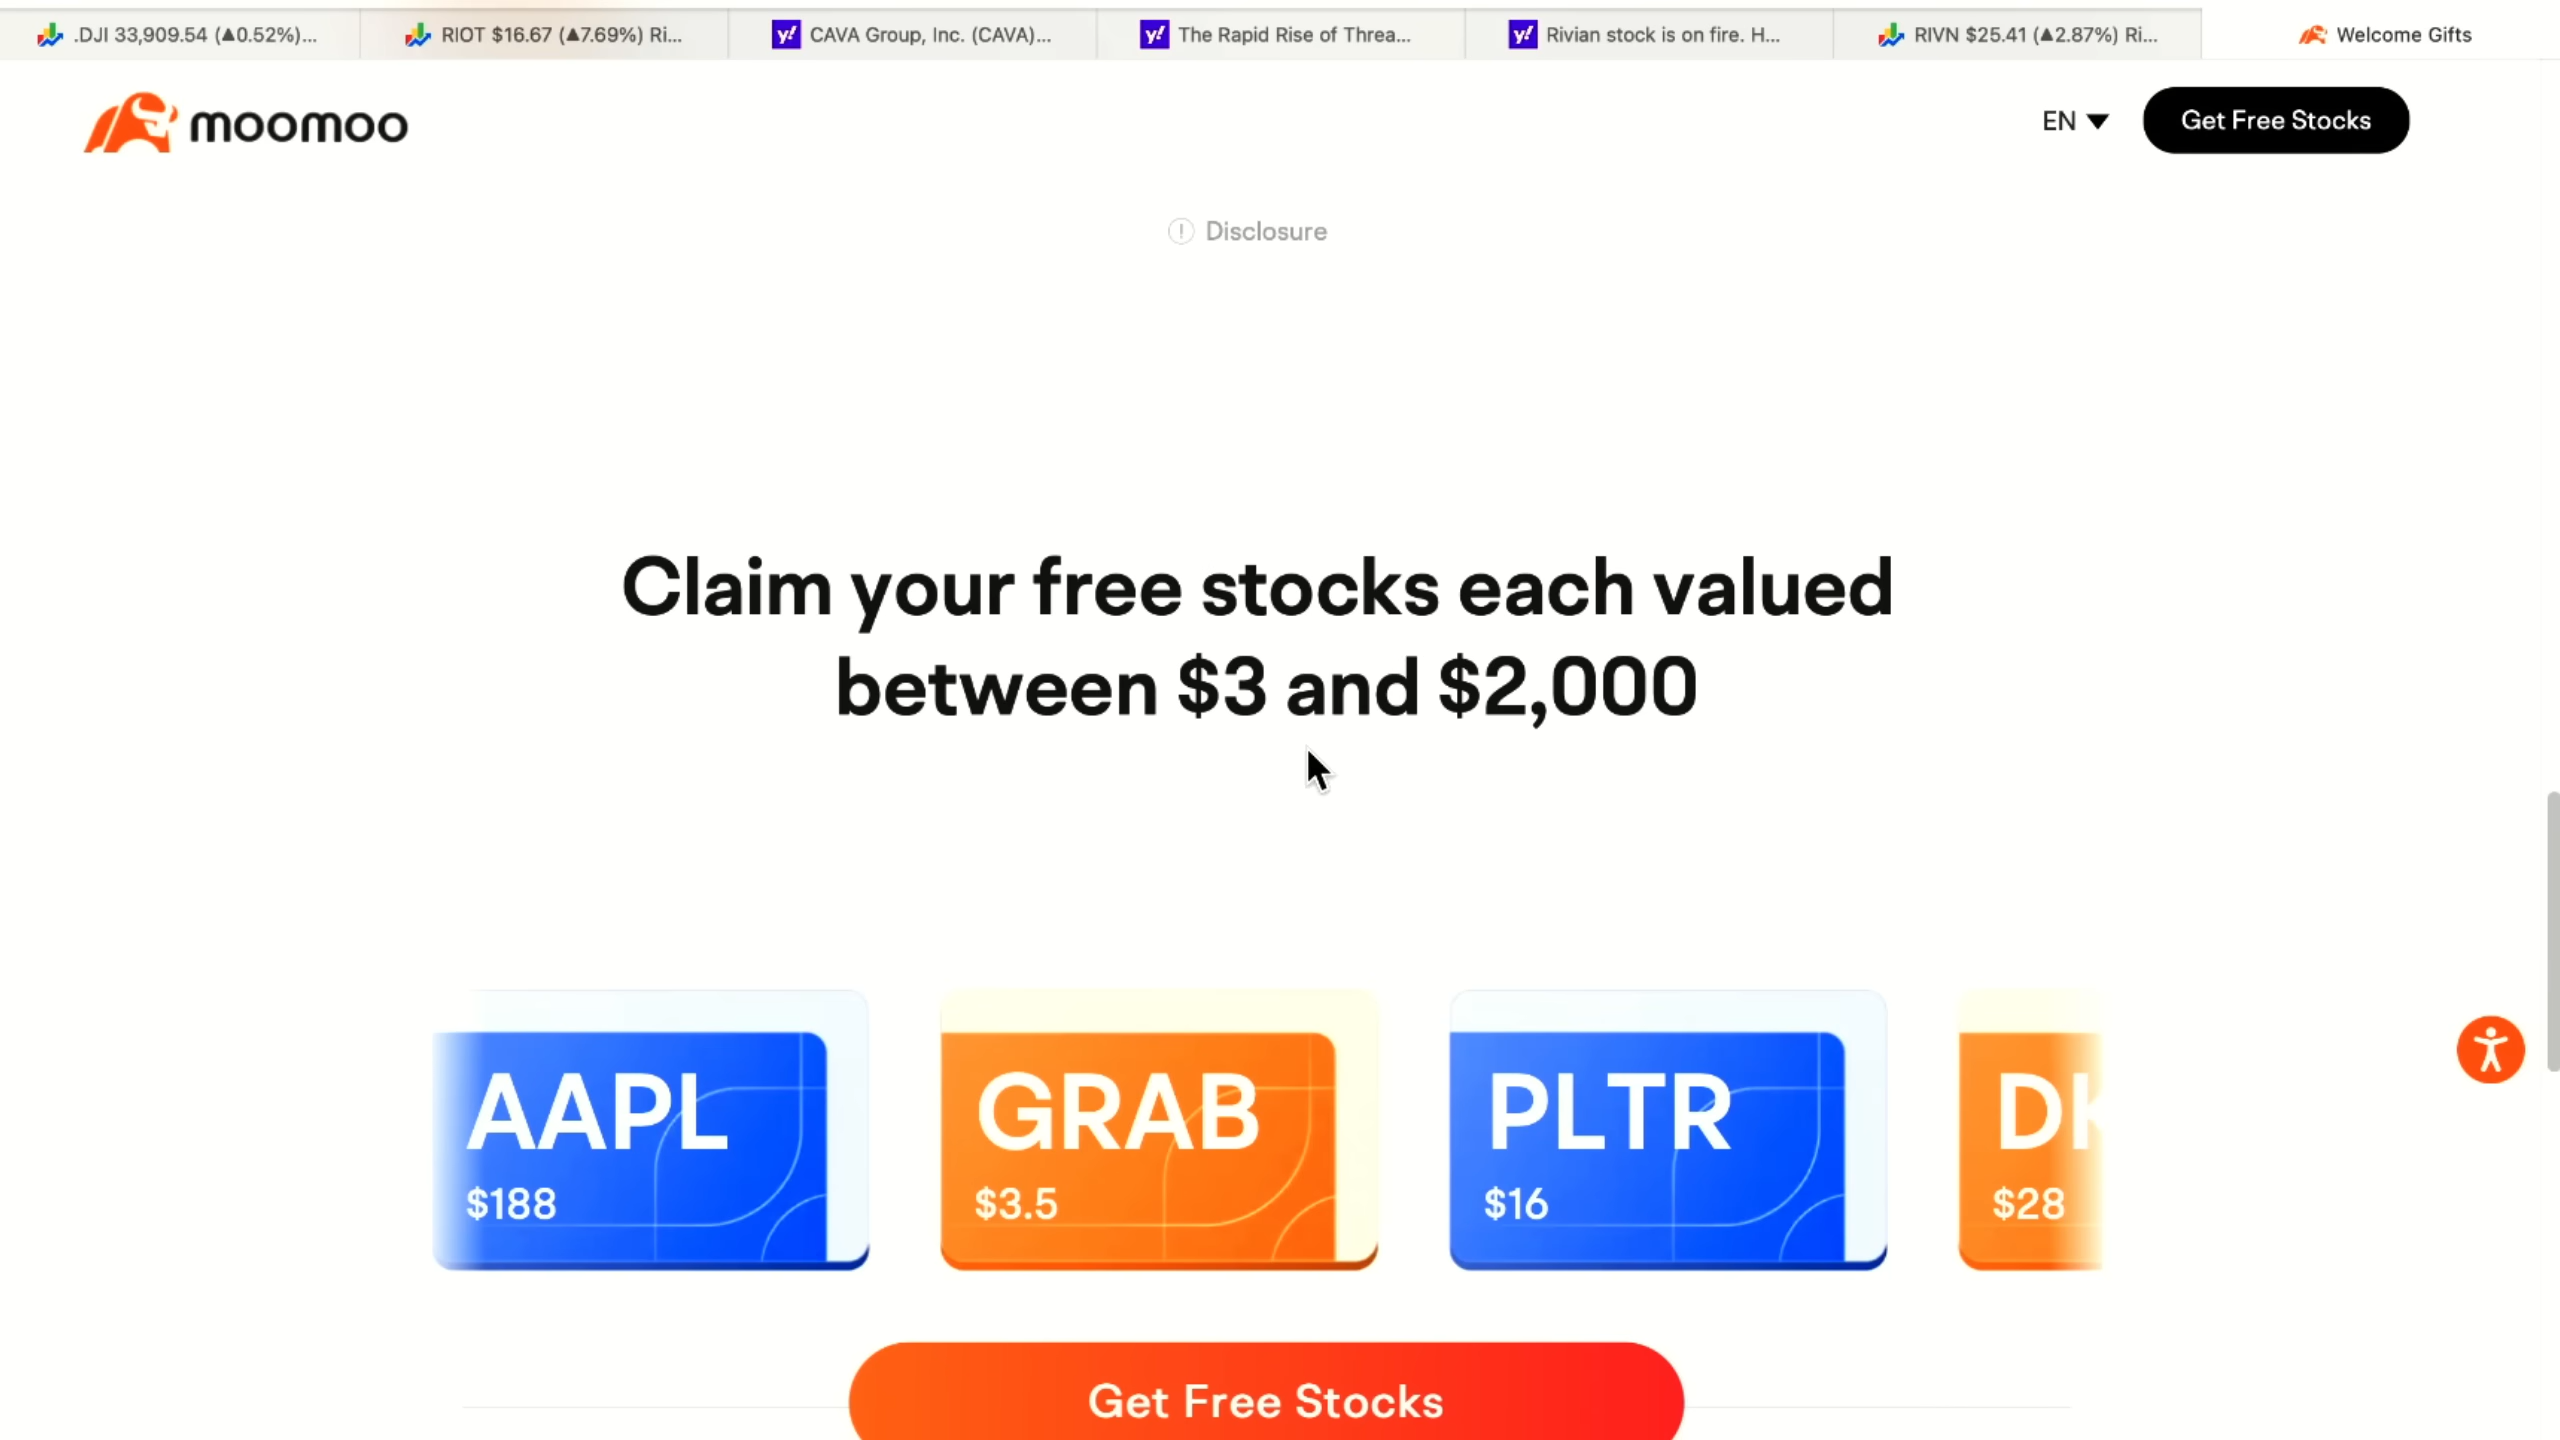 .DJI 33,909.54 (▲0.52%)...
RIOT $16.67 (▲7.69%) Ri...
y! CAVA Group, Inc. (CAVA)...
y! The Rapid Rise of Threa...
y! Rivian stock is on fire. H...
RIVN $25.41 (▲2.87%) Ri...
Welcome Gifts
moomoo
EN ▼
Get Free Stocks
Disclosure
Claim your free stocks each valued
between $3 and $2,000
AAPL
$188
GRAB
$3.5
PLTR
$16
DK
$28
Get Free Stocks